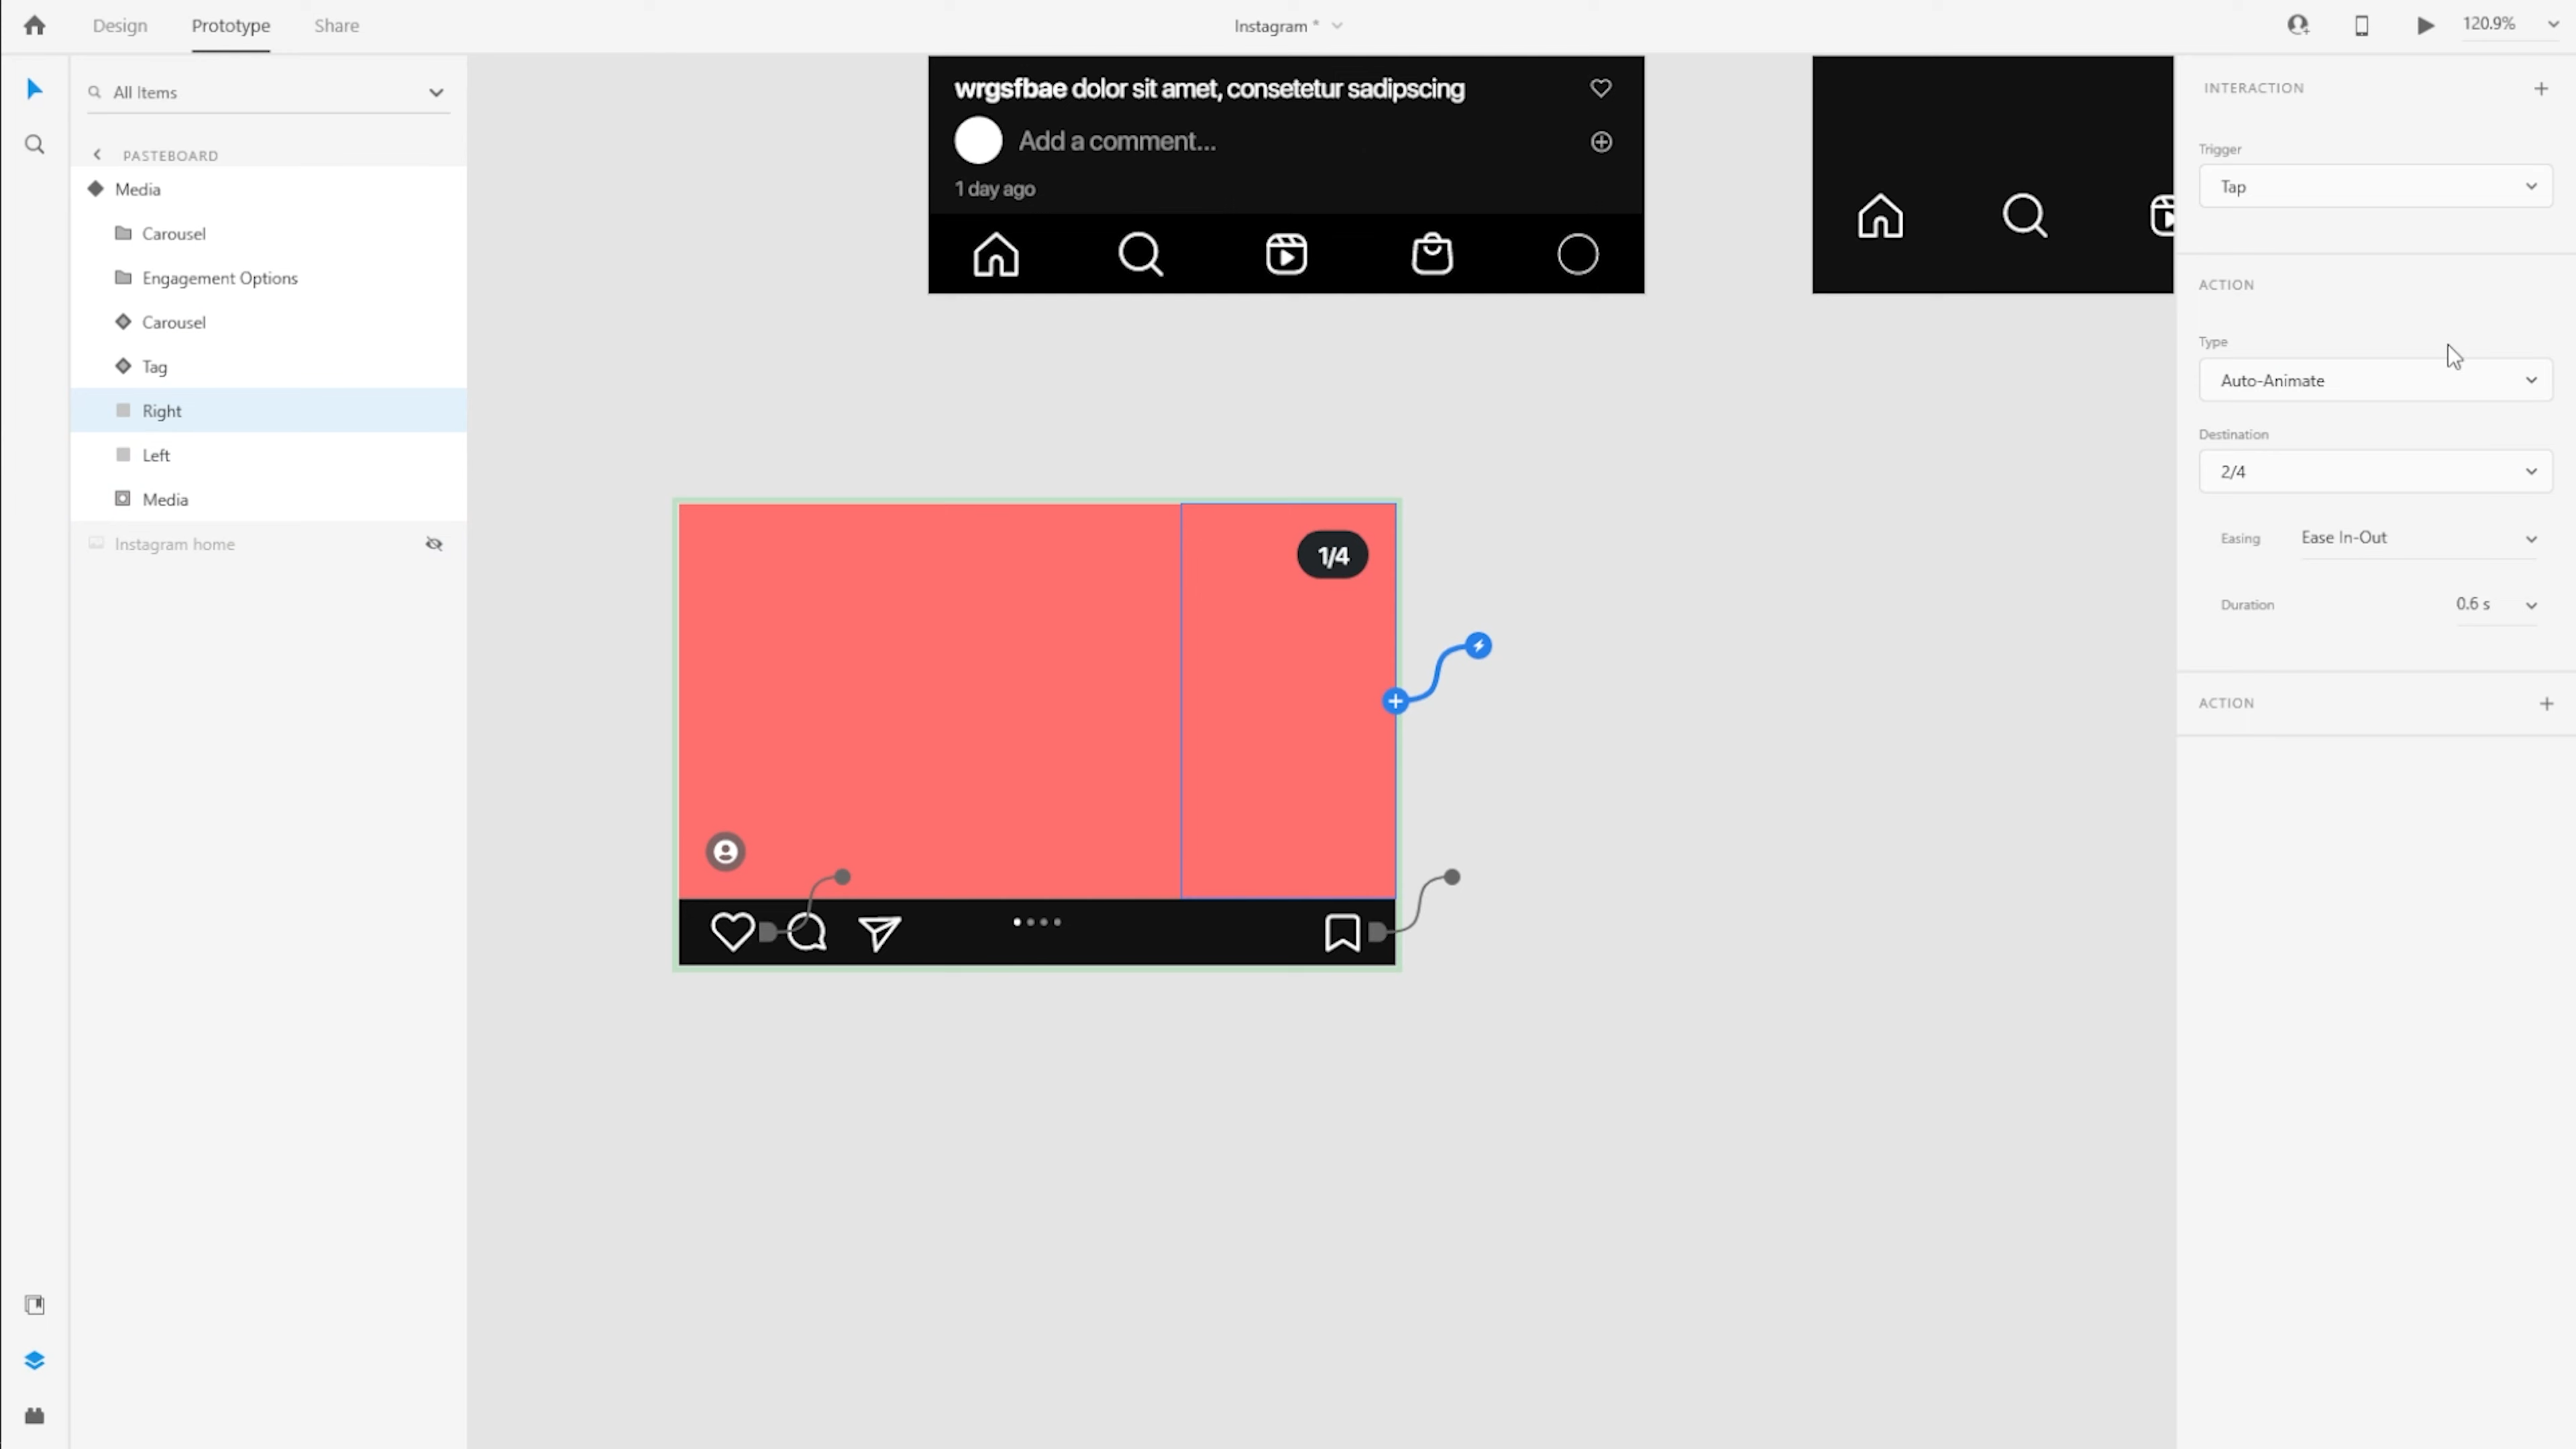 Design Prototype Share
Instagram *
120.9%
All Items
PASTEBOARD
Media
Carousel
Engagement Options
Carousel
Tag
Right
Left
Media
Instagram home
wrgsfbae dolor sit amet, consetetur sadipscing
Add a comment...
1 day ago
1/4
INTERACTION
Trigger
Tap
ACTION
Type
Auto-Animate
Destination
2/4
Easing Ease In-Out
Duration 0.6 s
ACTION